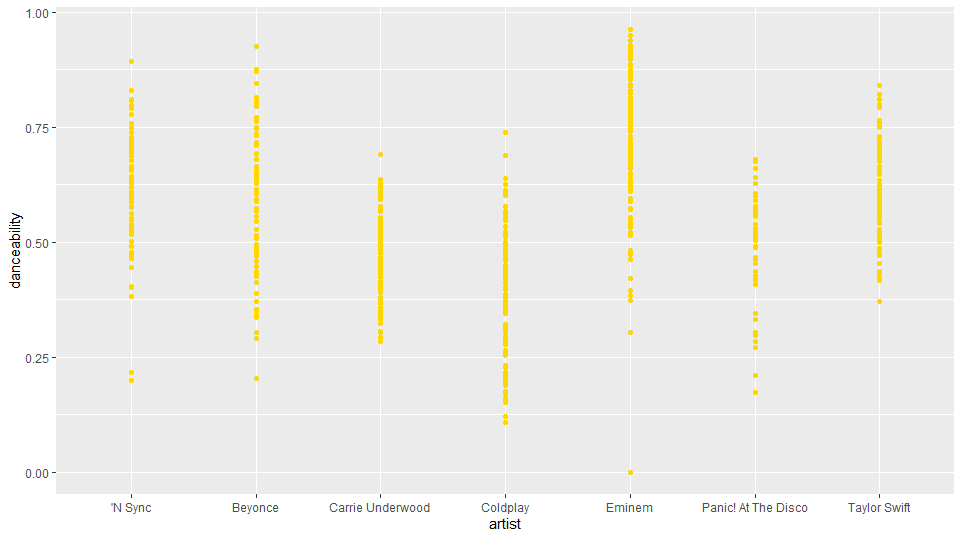 1.00
0.75
0.50
0.25
0.00
danceability
'N Sync
Beyonce
Carrie Underwood
Coldplay
Eminem
Panic! At The Disco
Taylor Swift
artist